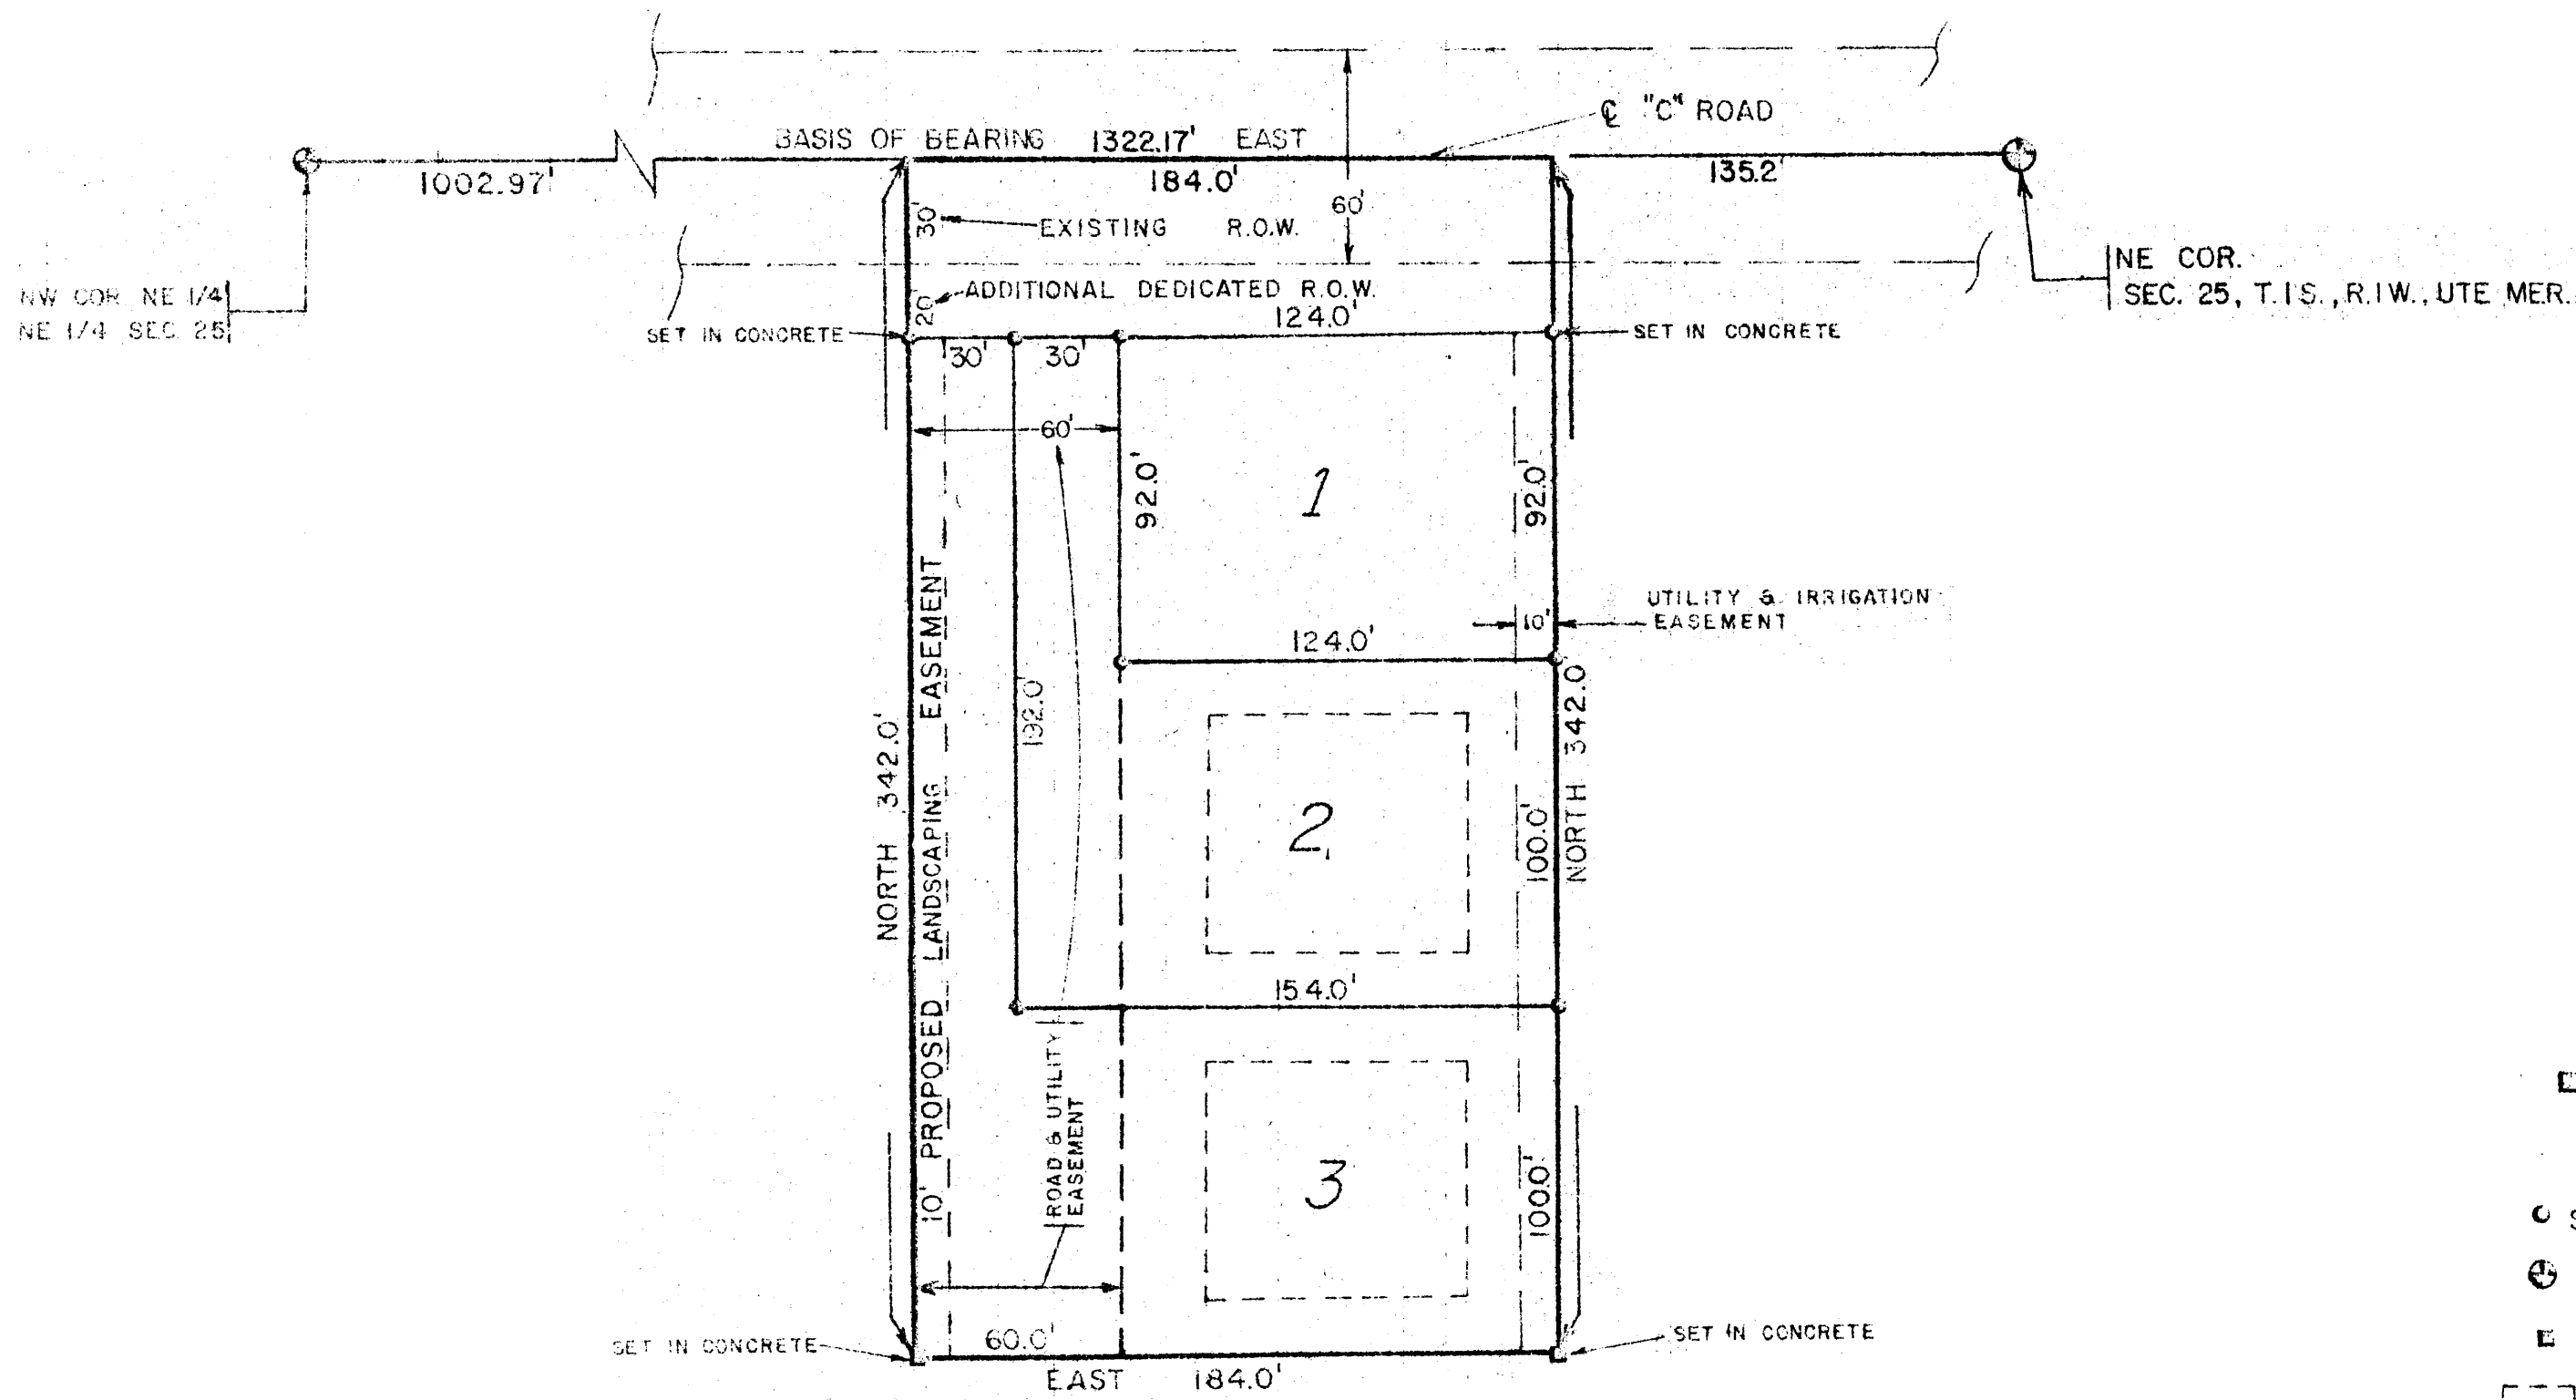 ℄ "C" ROAD
BASIS OF BEARING 1322.17' EAST
1002.97'
184.0'
135.2'
60'
30'
EXISTING R.O.W.
NE COR.
SEC. 25, T.1S., R.1W., UTE MER.
NW COR NE 1/4
NE 1/4 SEC. 25
20'
ADDITIONAL DEDICATED R.O.W.
124.0'
SET IN CONCRETE
SET IN CONCRETE
30'
30'
60'
92.0'
1
92.0'
UTILITY & IRRIGATION
EASEMENT
10'
124.0'
192.0'
NORTH 342.0'
NORTH 342.0'
10' PROPOSED LANDSCAPING EASEMENT
2
100.0'
154.0'
ROAD & UTILITY
EASEMENT
3
100.0'
SET IN CONCRETE
SET IN CONCRETE
60.0'
EAST 184.0'